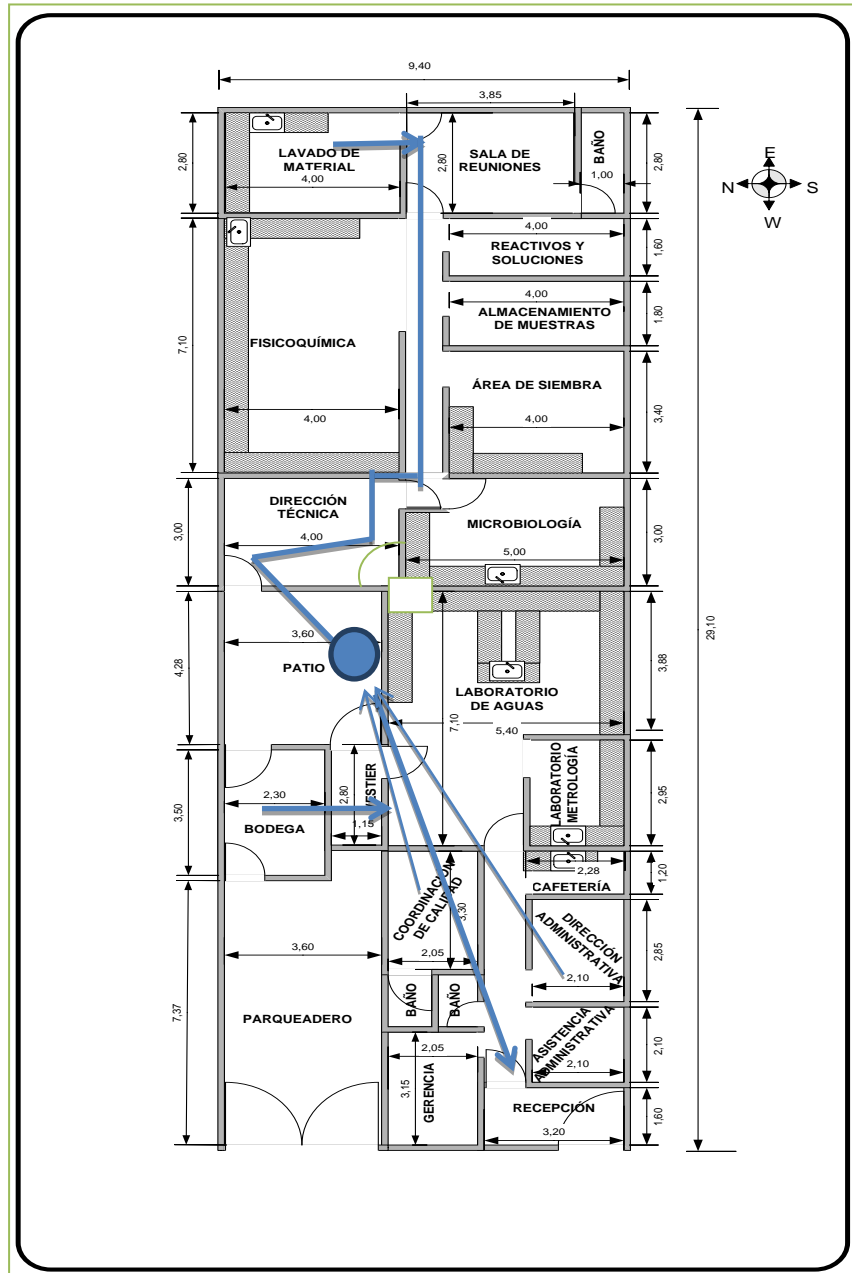 9,40
3,85
2,80
LAVADO DE
MATERIAL
4,00
2,80
SALA DE
REUNIONES
BAÑO
1,00
2,80
E
N
S
W
4,00
REACTIVOS Y
SOLUCIONES
1,60
4,00
ALMACENAMIENTO
DE MUESTRAS
1,80
7,10
FISICOQUÍMICA
4,00
ÁREA DE SIEMBRA
4,00
3,40
3,00
DIRECCIÓN
TÉCNICA
4,00
MICROBIOLOGÍA
5,00
3,00
29,10
4,28
3,60
PATIO
7,10
LABORATORIO
DE AGUAS
5,40
3,88
3,50
2,30
BODEGA
2,80
ESTIER
1,15
LABORATORIO
METROLOGÍA
2,95
2,28
CAFETERÍA
1,20
COORDINACION
DE CALIDAD
3,30
2,05
DIRECCIÓN
ADMINISTRATIVA
2,10
2,85
7,37
3,60
PARQUEADERO
BAÑO
BAÑO
ASISTENCIA
ADMINISTRATIVA
2,10
2,10
2,05
3,15
GERENCIA
RECEPCIÓN
3,20
1,60